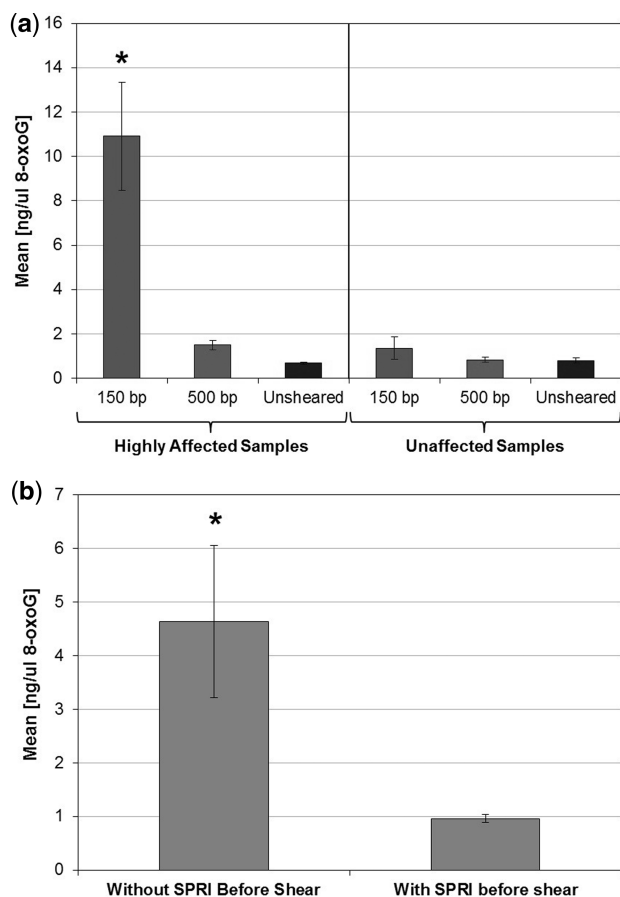 (a)
Mean [ng/ul 8-oxoG]
16
14
12
10
8
6
4
2
0
*
150 bp 500 bp Unsheared 150 bp 500 bp Unsheared
Highly Affected Samples Unaffected Samples
(b)
Mean [ng/ul 8-oxoG]
7
6
5
4
3
2
1
0
*
Without SPRI Before Shear With SPRI before shear